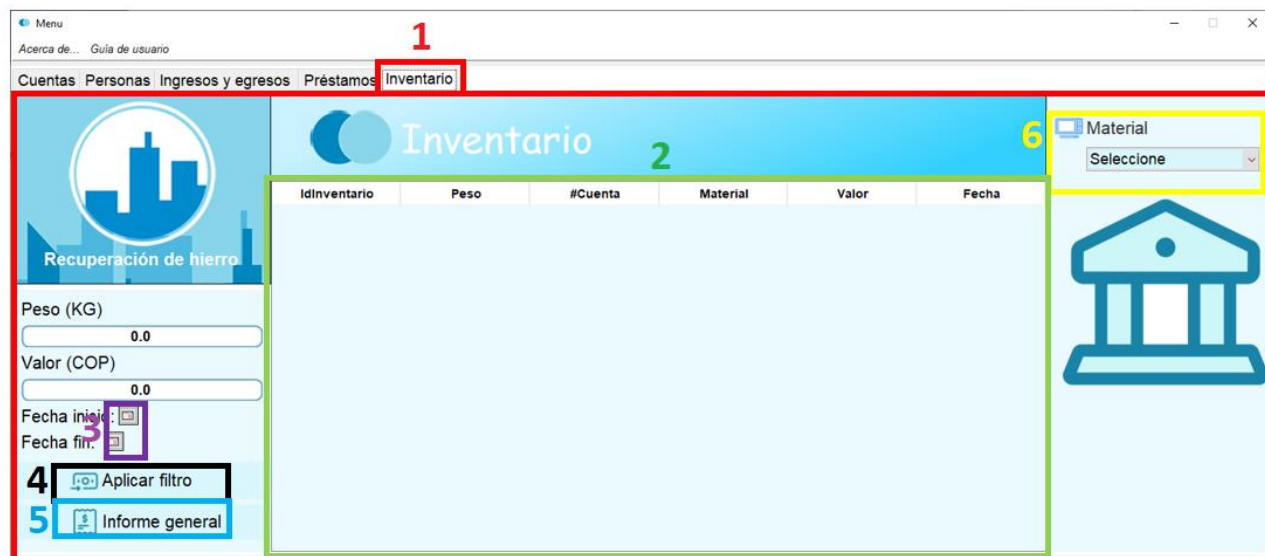 Menu
Acerca de... Guía de usuario
1
Cuentas Personas Ingresos y egresos Préstamos Inventario
Inventario
2
6
Material
Seleccione
IdInventario Peso #Cuenta Material Valor Fecha
Recuperación de hierro
Peso (KG)
0.0
Valor (COP)
0.0
Fecha inicio:
3
Fecha fin:
4
Aplicar filtro
5
Informe general